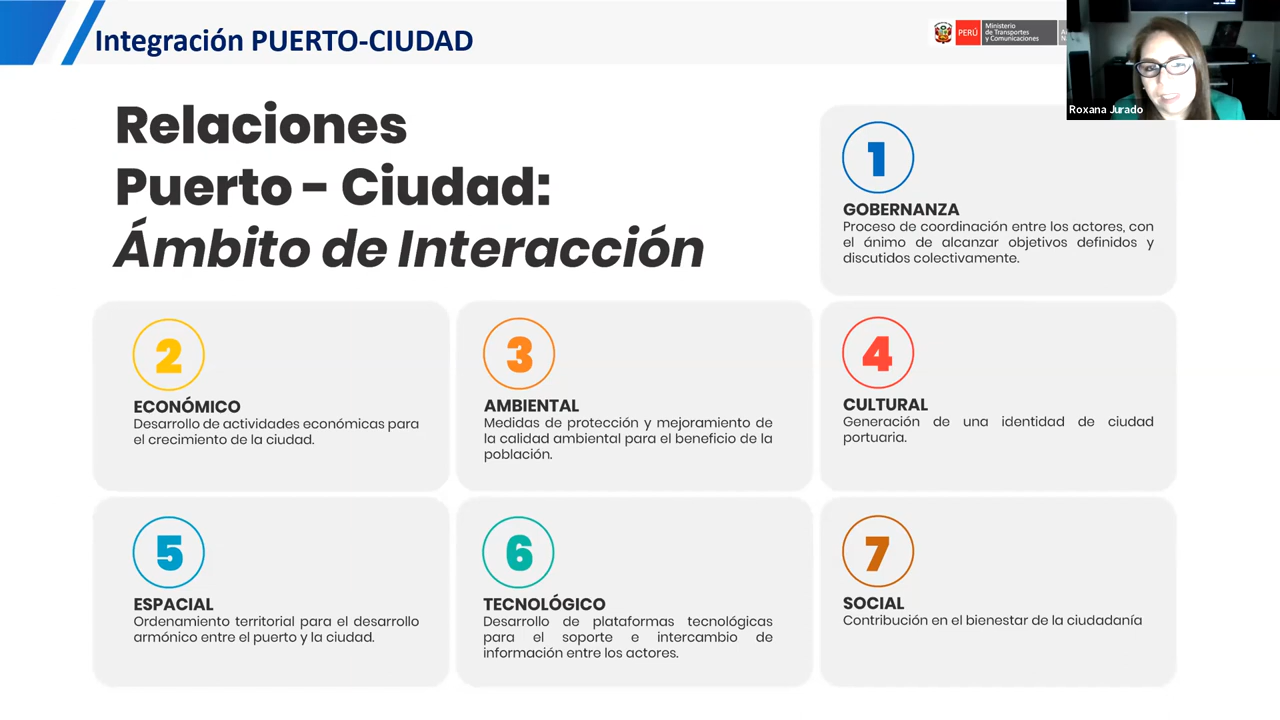 Integración PUERTO-CIUDAD
PERÚ
Ministerio
de Transportes
y Comunicaciones
Roxana Jurado
Relaciones
Puerto - Ciudad:
Ámbito de Interacción
1
GOBERNANZA
Proceso de coordinación entre los actores, con
el ánimo de alcanzar objetivos definidos y
discutidos colectivamente.
2
ECONÓMICO
Desarrollo de actividades económicas para
el crecimiento de la ciudad.
3
AMBIENTAL
Medidas de protección y mejoramiento de
la calidad ambiental para el beneficio de la
población.
4
CULTURAL
Generación de una identidad de ciudad
portuaria.
5
ESPACIAL
Ordenamiento territorial para el desarrollo
armónico entre el puerto y la ciudad.
6
TECNOLÓGICO
Desarrollo de plataformas tecnológicas
para el soporte e intercambio de
información entre los actores.
7
SOCIAL
Contribución en el bienestar de la ciudadanía